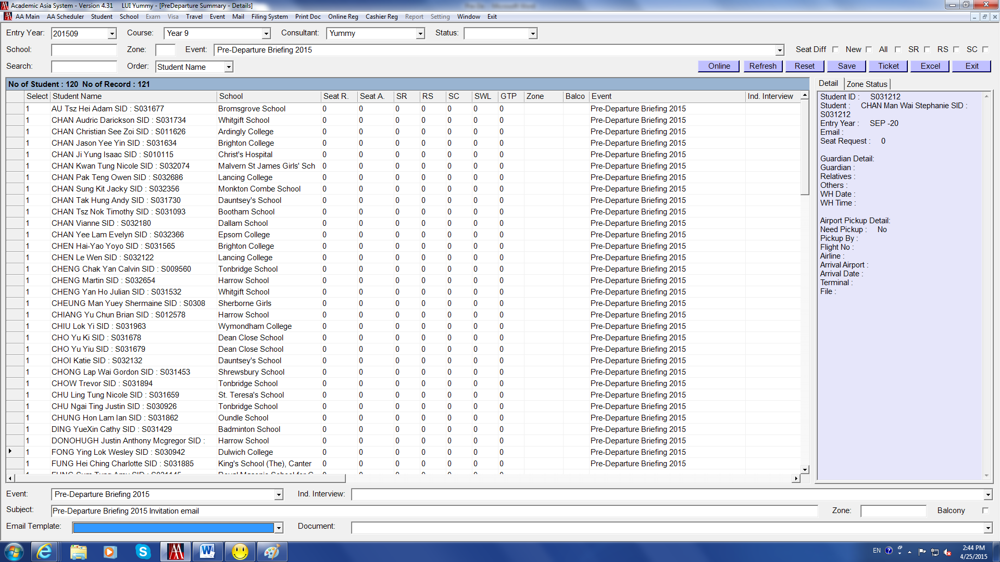 Academic Asia System - Version 4.31 LUI Yummy - [PreDeparture Summary - Details]
AA Main AA Scheduler Student School Exam Visa Travel Event Mail Filing System Print Doc Online Reg Cashier Reg Report Setting Window Exit
Entry Year: 201509 Course: Year 9 Consultant: Yummy Status:
School: Zone: Event: Pre-Departure Briefing 2015 Seat Diff New All SR RS SC
Search: Order: Student Name Online Refresh Reset Save Ticket Excel Exit
No of Student : 120 No of Record : 121
Select Student Name School Seat R. Seat A. SR RS SC SWL GTP Zone Balco Event Ind. Interview
1 AU Tsz Hei Adam SID : S031677 Bromsgrove School 0 0 0 0 0 0 0 Pre-Departure Briefing 2015
1 CHAN Audric Darickson SID : S031734 Whitgift School 0 0 0 0 0 0 0 Pre-Departure Briefing 2015
1 CHAN Christian See Zoi SID : S011626 Ardingly College 0 0 0 0 0 0 0 Pre-Departure Briefing 2015
1 CHAN Jason Yee Yin SID : S031634 Brighton College 0 0 0 0 0 0 0 Pre-Departure Briefing 2015
1 CHAN Ji Yung Isaac SID : S010115 Christ's Hospital 0 0 0 0 0 0 0 Pre-Departure Briefing 2015
1 CHAN Kwan Tung Nicole SID : S032074 Malvern St James Girls' Sch 0 0 0 0 0 0 0 Pre-Departure Briefing 2015
1 CHAN Pak Teng Owen SID : S032686 Lancing College 0 0 0 0 0 0 0 Pre-Departure Briefing 2015
1 CHAN Sung Kit Jacky SID : S032356 Monkton Combe School 0 0 0 0 0 0 0 Pre-Departure Briefing 2015
1 CHAN Tak Hung Andy SID : S031730 Dauntsey's School 0 0 0 0 0 0 0 Pre-Departure Briefing 2015
1 CHAN Tsz Nok Timothy SID : S031093 Bootham School 0 0 0 0 0 0 0 Pre-Departure Briefing 2015
1 CHAN Vianne SID : S032180 Dallam School 0 0 0 0 0 0 0 Pre-Departure Briefing 2015
1 CHAN Yee Lam Evelyn SID : S032366 Epsom College 0 0 0 0 0 0 0 Pre-Departure Briefing 2015
1 CHEN Hai-Yao Yoyo SID : S031565 Brighton College 0 0 0 0 0 0 0 Pre-Departure Briefing 2015
1 CHEN Le Wen SID : S032122 Lancing College 0 0 0 0 0 0 0 Pre-Departure Briefing 2015
1 CHENG Chak Yan Calvin SID : S009560 Tonbridge School 0 0 0 0 0 0 0 Pre-Departure Briefing 2015
1 CHENG Martin SID : S032654 Harrow School 0 0 0 0 0 0 0 Pre-Departure Briefing 2015
1 CHENG Yan Ho Julian SID : S031532 Whitgift School 0 0 0 0 0 0 0 Pre-Departure Briefing 2015
1 CHEUNG Man Yuey Shermaine SID : S0308 Sherborne Girls 0 0 0 0 0 0 0 Pre-Departure Briefing 2015
1 CHIANG Yu Chun Brian SID : S012578 Harrow School 0 0 0 0 0 0 0 Pre-Departure Briefing 2015
1 CHIU Lok Yi SID : S031963 Wymondham College 0 0 0 0 0 0 0 Pre-Departure Briefing 2015
1 CHO Yu Ki SID : S031678 Dean Close School 0 0 0 0 0 0 0 Pre-Departure Briefing 2015
1 CHO Yu Yiu SID : S031679 Dean Close School 0 0 0 0 0 0 0 Pre-Departure Briefing 2015
1 CHOI Katie SID : S032132 Dauntsey's School 0 0 0 0 0 0 0 Pre-Departure Briefing 2015
1 CHONG Lap Wai Gordon SID : S031453 Shrewsbury School 0 0 0 0 0 0 0 Pre-Departure Briefing 2015
1 CHOW Trevor SID : S031894 Tonbridge School 0 0 0 0 0 0 0 Pre-Departure Briefing 2015
1 CHU Ling Tung Nicole SID : S031659 St. Teresa's School 0 0 0 0 0 0 0 Pre-Departure Briefing 2015
1 CHU Ngai Ting Justin SID : S030926 Tonbridge School 0 0 0 0 0 0 0 Pre-Departure Briefing 2015
1 CHUNG Hon Lam Ian SID : S031862 Oundle School 0 0 0 0 0 0 0 Pre-Departure Briefing 2015
1 DING YueXin Cathy SID : S031429 Badminton School 0 0 0 0 0 0 0 Pre-Departure Briefing 2015
1 DONOHUGH Justin Anthony Mcgregor SID : Harrow School 0 0 0 0 0 0 0 Pre-Departure Briefing 2015
1 FONG Ying Lok Wesley SID : S030942 Dulwich College 0 0 0 0 0 0 0 Pre-Departure Briefing 2015
1 FUNG Hei Ching Charlotte SID : S031885 King's School (The), Canter 0 0 0 0 0 0 0 Pre-Departure Briefing 2015
Detail Zone Status
Student ID : S031212
Student : CHAN Man Wai Stephanie SID :
S031212
Entry Year : SEP -20
Email :
Seat Request : 0
Guardian Detail:
Guardian :
Relatives :
Others :
WH Date :
WH Time :
Airport Pickup Detail:
Need Pickup : No
Pickup By :
Flight No :
Airline :
Arrival Airport :
Arrival Date :
Terminal :
File :
Event: Pre-Departure Briefing 2015 Ind. Interview:
Subject: Pre-Departure Briefing 2015 Invitation email Zone: Balcony
Email Template: Document:
EN 2:44 PM
4/25/2015